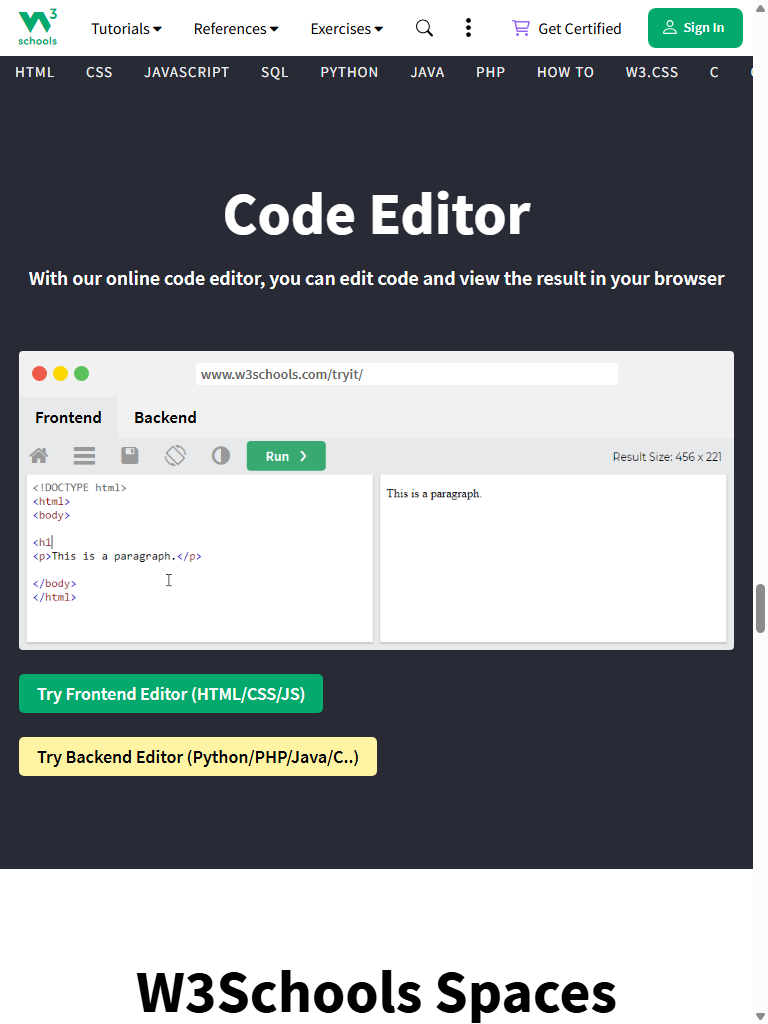 3
schools
Tutorials
References
Exercises
Get Certified
Sign In
HTML
CSS
JAVASCRIPT
SQL
PYTHON
JAVA
PHP
HOW TO
W3.CSS
C
Code Editor
With our online code editor, you can edit code and view the result in your browser
www.w3schools.com/tryit/
Frontend
Backend
Run ❯
Result Size: 456 x 221
<!DOCTYPE html>
<html>
<body>
<h1
<p>This is a paragraph.</p>
</body>
</html>
This is a paragraph.
Try Frontend Editor (HTML/CSS/JS)
Try Backend Editor (Python/PHP/Java/C..)
W3Schools Spaces